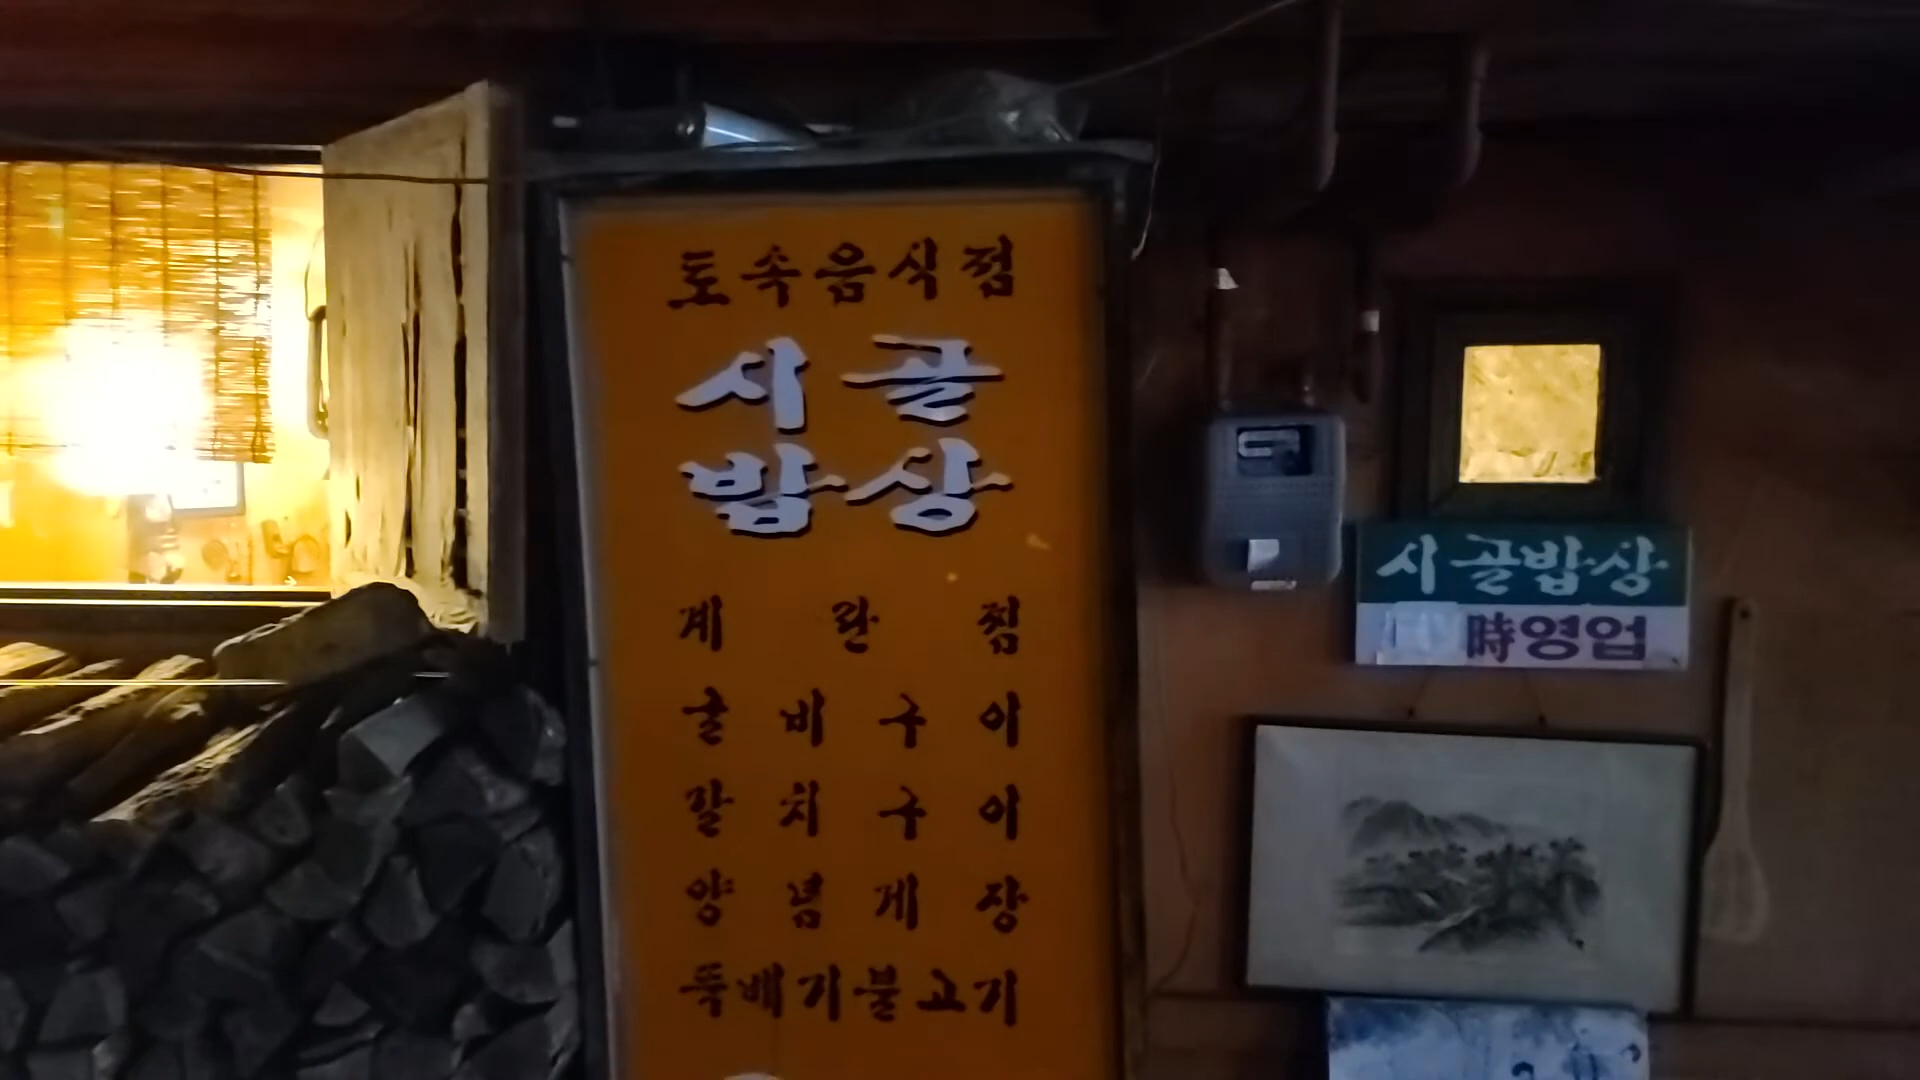 토속음식점
시골
밥상
계란찜
굴비구이
갈치구이
양념게장
뚝배기불고기
시골밥상
時영업